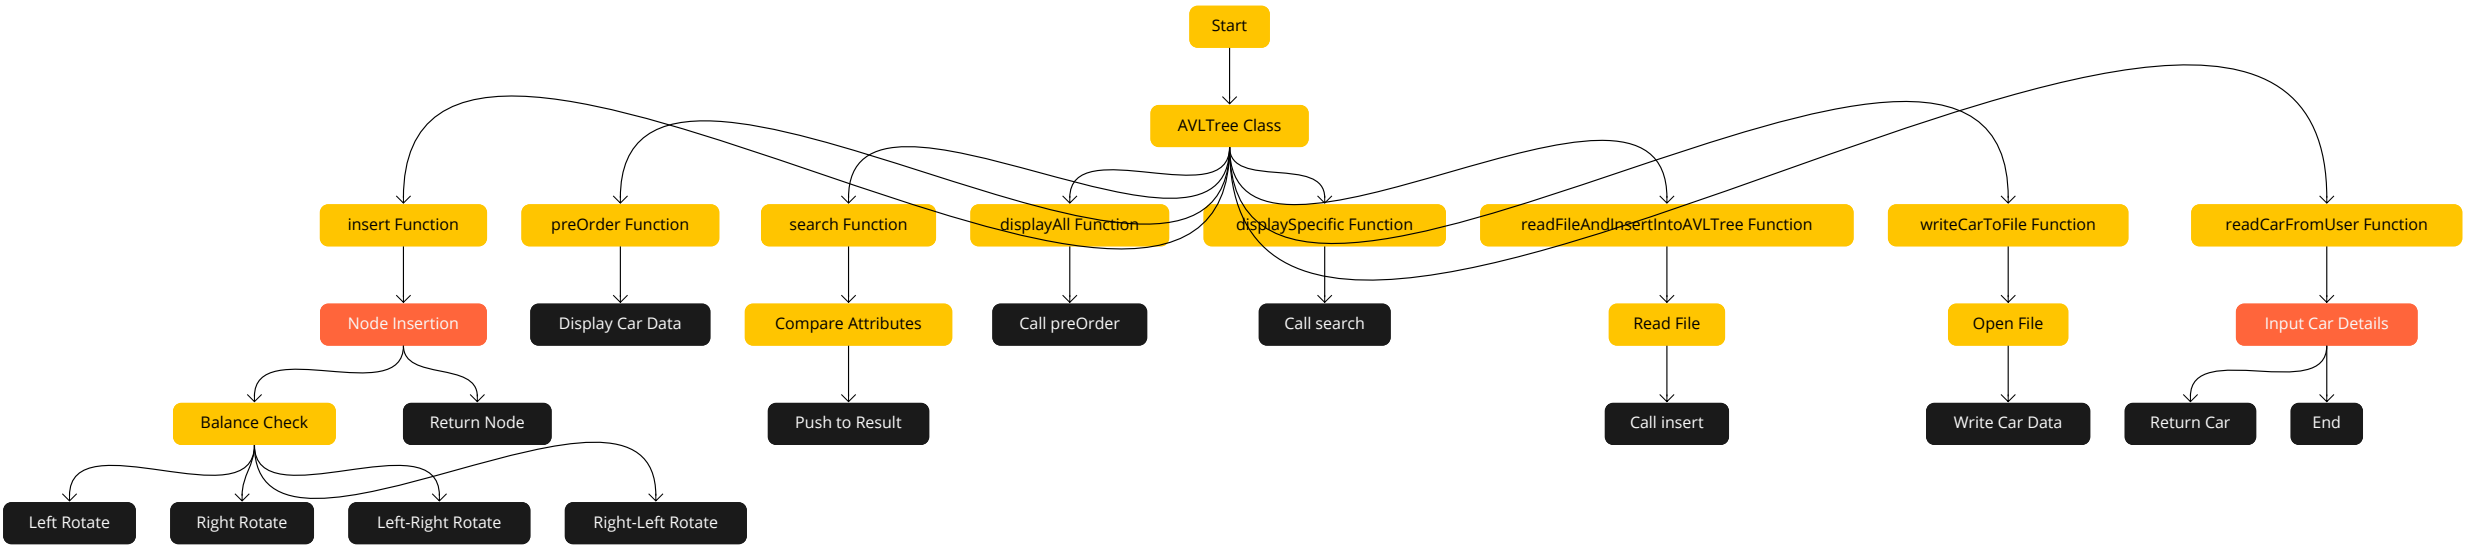 Start
AVLTree Class
insert Function
preOrder Function
search Function
displayAll Function
displaySpecific Function
readFileAndInsertIntoAVLTree Function
writeCarToFile Function
readCarFromUser Function
Node Insertion
Display Car Data
Compare Attributes
Call preOrder
Call search
Read File
Open File
Input Car Details
Balance Check
Return Node
Push to Result
Call insert
Write Car Data
Return Car
End
Left Rotate
Right Rotate
Left-Right Rotate
Right-Left Rotate